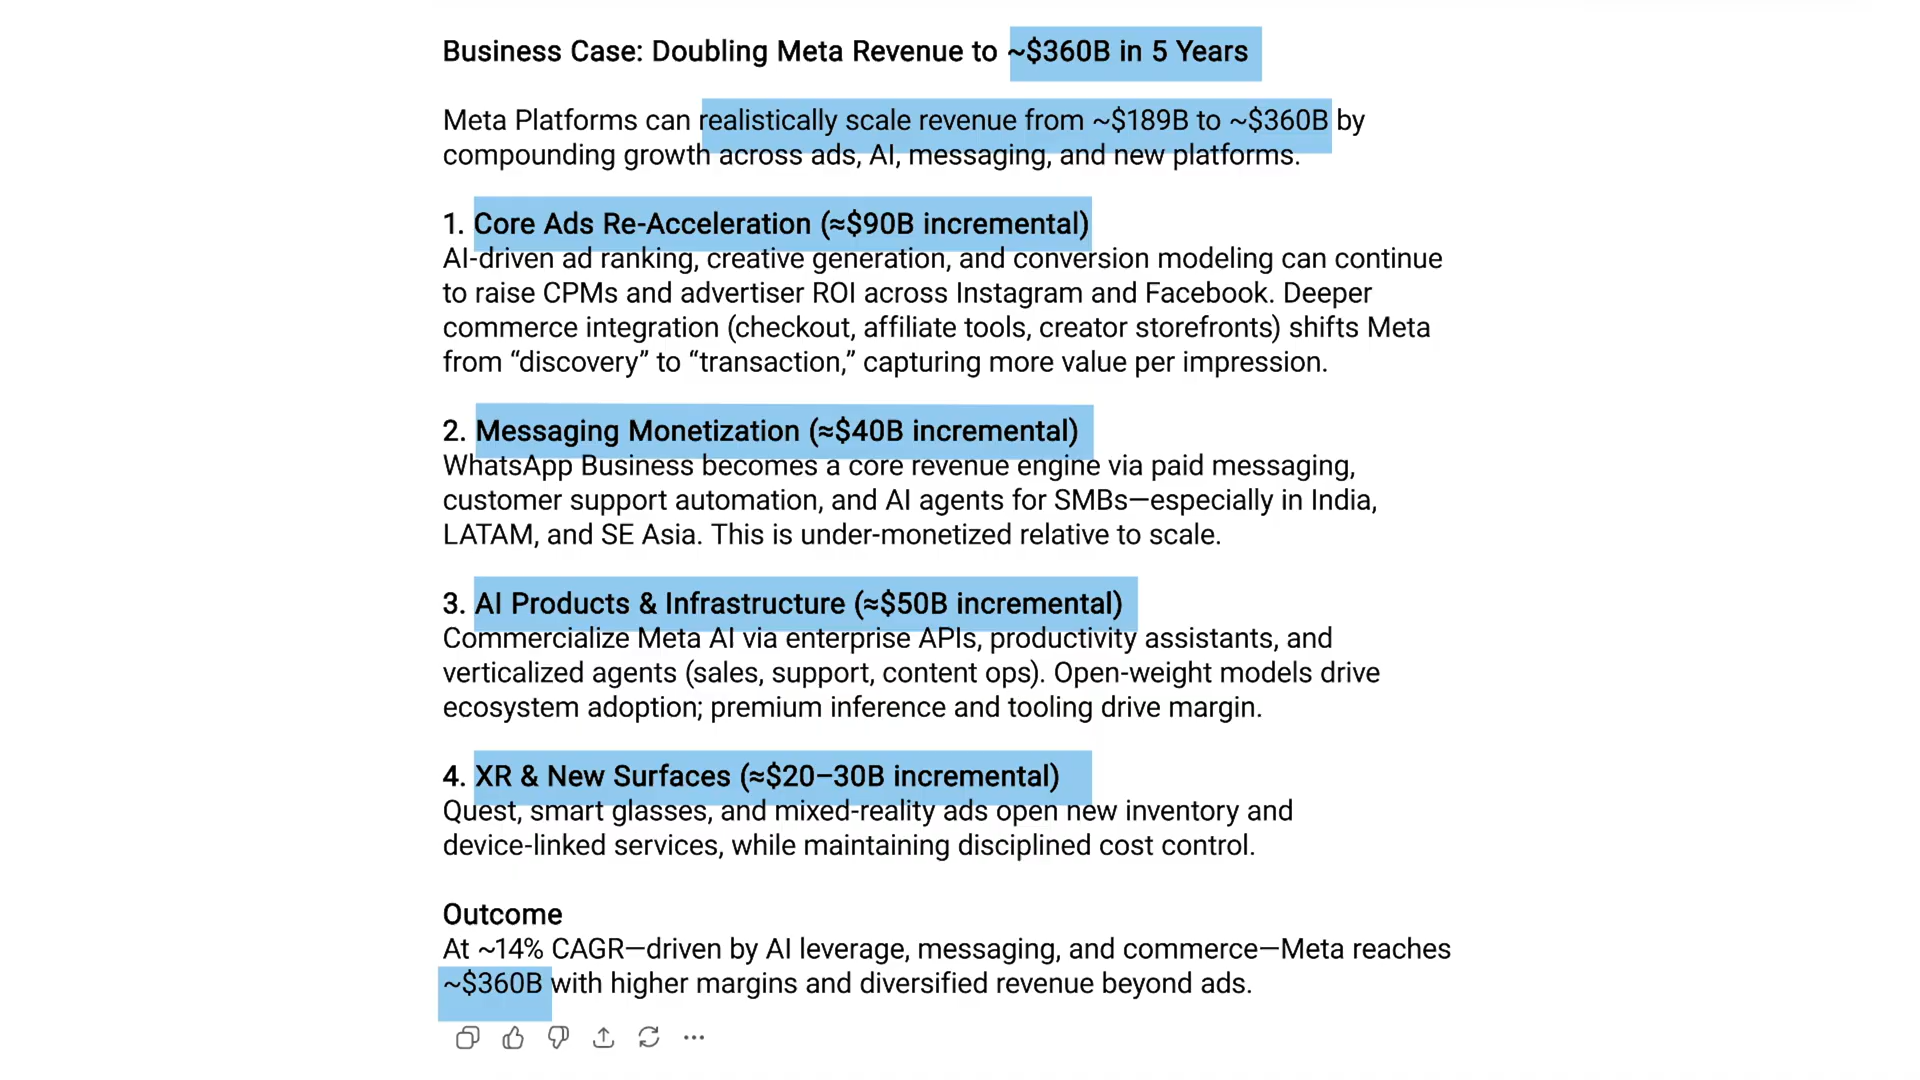 Business Case: Doubling Meta Revenue to ~$360B in 5 Years
Meta Platforms can realistically scale revenue from ~$189B to ~$360B by
compounding growth across ads, AI, messaging, and new platforms.
1. Core Ads Re-Acceleration (≈$90B incremental)
AI-driven ad ranking, creative generation, and conversion modeling can continue
to raise CPMs and advertiser ROI across Instagram and Facebook. Deeper
commerce integration (checkout, affiliate tools, creator storefronts) shifts Meta
from “discovery” to “transaction,” capturing more value per impression.
2. Messaging Monetization (≈$40B incremental)
WhatsApp Business becomes a core revenue engine via paid messaging,
customer support automation, and AI agents for SMBs—especially in India,
LATAM, and SE Asia. This is under-monetized relative to scale.
3. AI Products & Infrastructure (≈$50B incremental)
Commercialize Meta AI via enterprise APIs, productivity assistants, and
verticalized agents (sales, support, content ops). Open-weight models drive
ecosystem adoption; premium inference and tooling drive margin.
4. XR & New Surfaces (≈$20–30B incremental)
Quest, smart glasses, and mixed-reality ads open new inventory and
device-linked services, while maintaining disciplined cost control.
Outcome
At ~14% CAGR—driven by AI leverage, messaging, and commerce—Meta reaches
~$360B with higher margins and diversified revenue beyond ads.